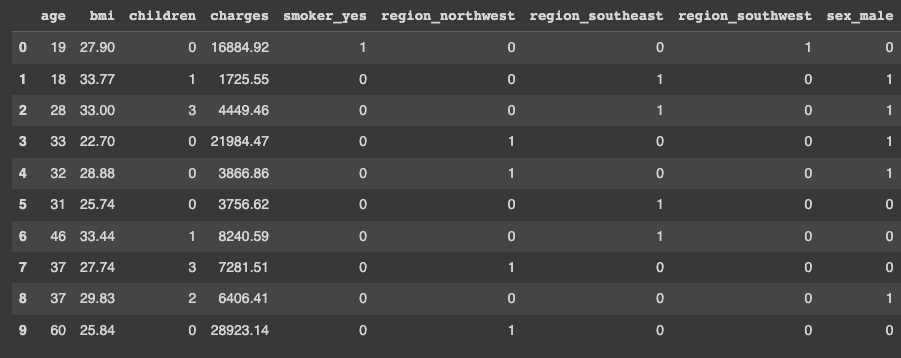 age bmi children charges smoker_yes region_northwest region_southeast region_southwest sex_male
0 19 27.90 0 16884.92 1 0 0 1 0
1 18 33.77 1 1725.55 0 0 1 0 1
2 28 33.00 3 4449.46 0 0 1 0 1
3 33 22.70 0 21984.47 0 1 0 0 1
4 32 28.88 0 3866.86 0 1 0 0 1
5 31 25.74 0 3756.62 0 0 1 0 0
6 46 33.44 1 8240.59 0 0 1 0 0
7 37 27.74 3 7281.51 0 1 0 0 0
8 37 29.83 2 6406.41 0 0 0 0 1
9 60 25.84 0 28923.14 0 1 0 0 0